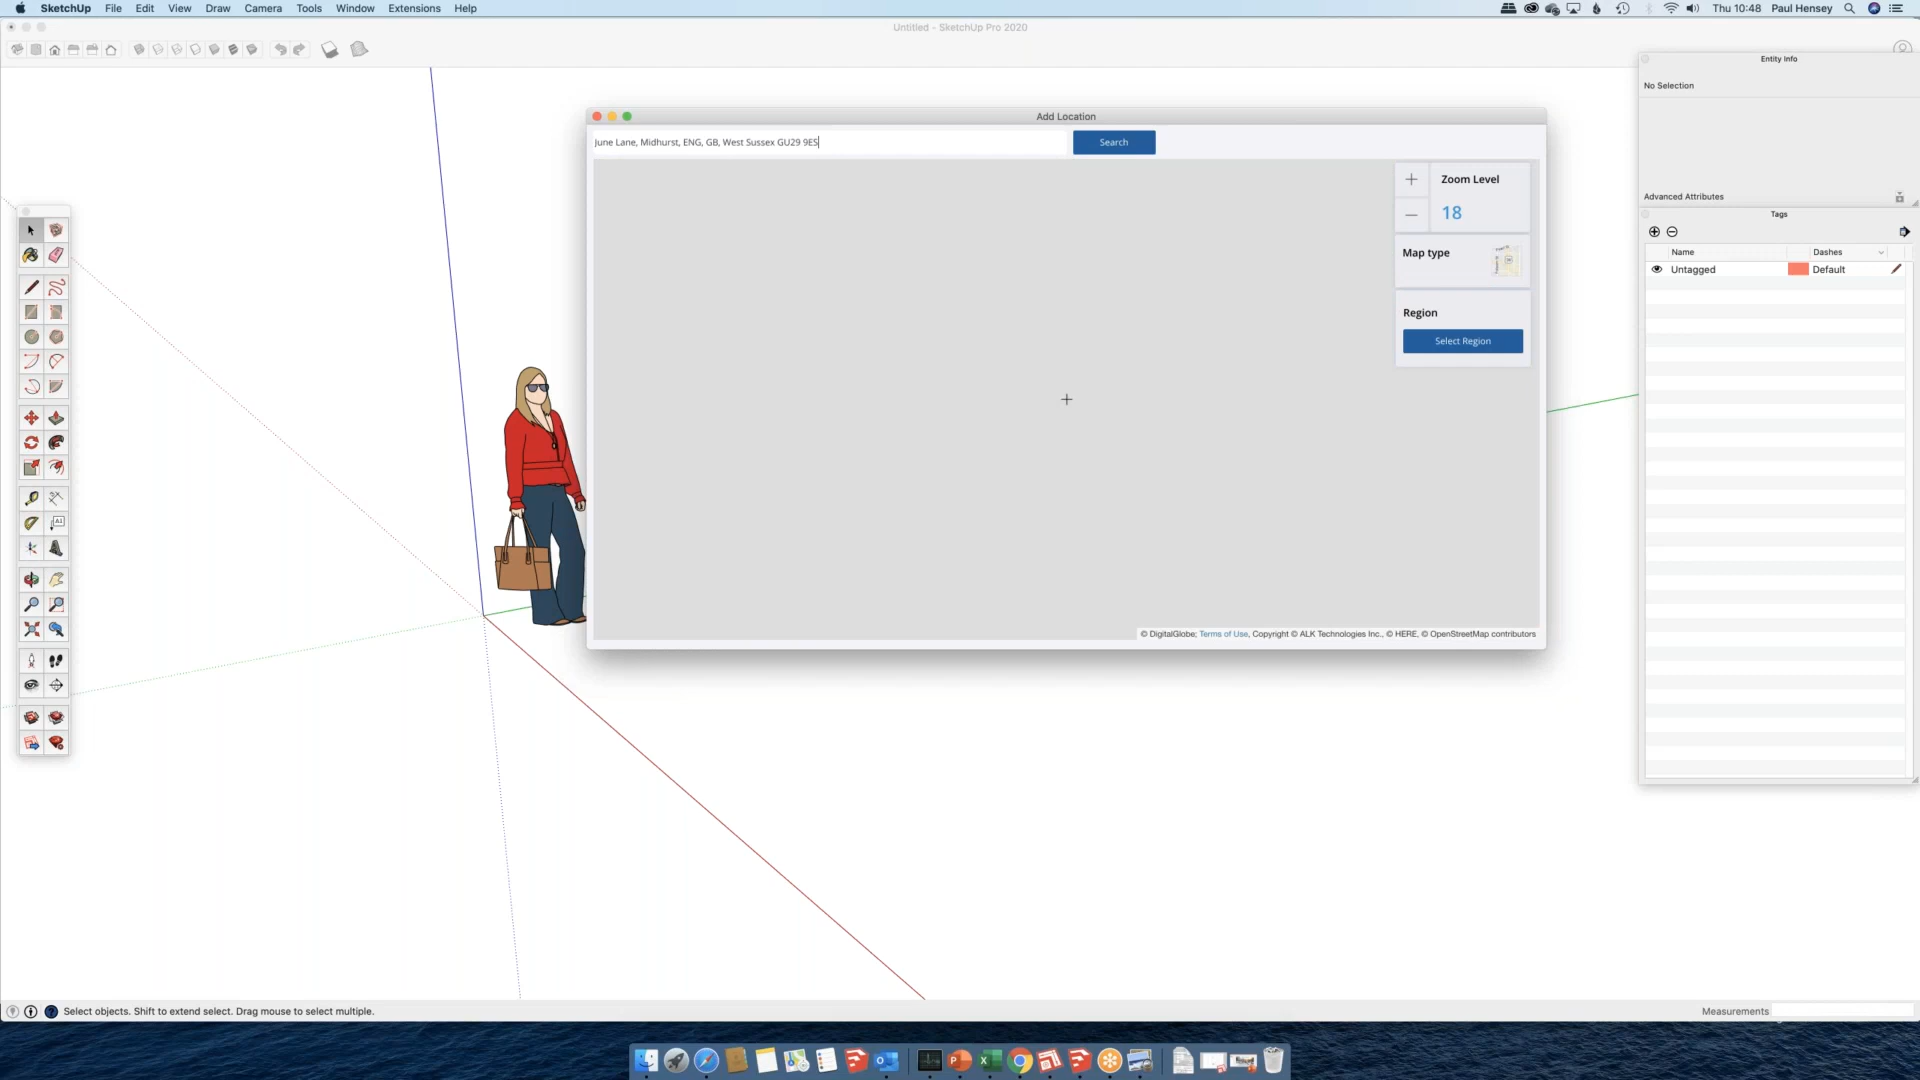 SketchUp File Edit View Draw Camera Tools Window Extensions Help Thu 10:48 Paul Hensey
Untitled - SketchUp Pro 2020
Entity Info
No Selection
Add Location
June Lane, Midhurst, ENG, GB, West Sussex GU29 9ES
Search
Zoom Level
18
Map type
Region
Select Region
Advanced Attributes
Tags
Name Dashes
Untagged Default
© DigitalGlobe; Terms of Use, Copyright © ALK Technologies Inc., © HERE, © OpenStreetMap contributors
Select objects. Shift to extend select. Drag mouse to select multiple.
Measurements